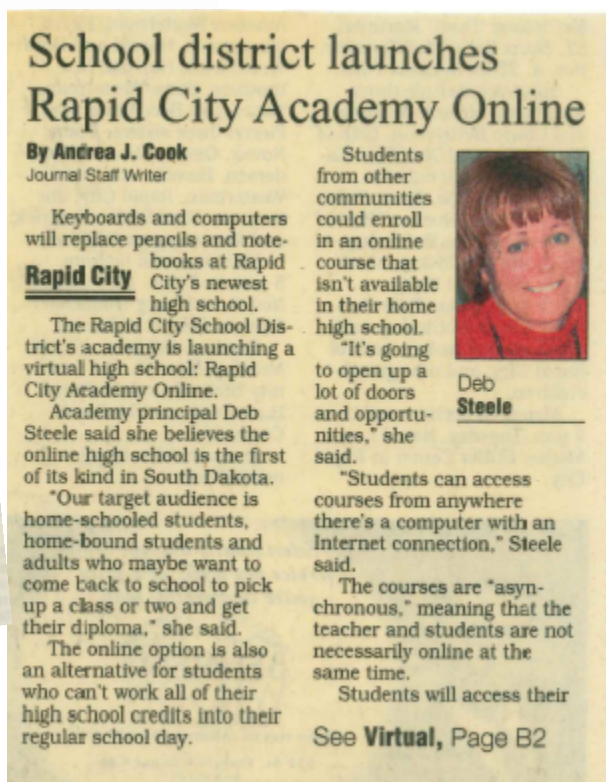 School district launches
Rapid City Academy Online
By Andrea J. Cook
Journal Staff Writer
Keyboards and computers
will replace pencils and note-
books at Rapid
Rapid City
City's newest
high school.
The Rapid City School Dis-
trict's academy is launching a
virtual high school: Rapid
City Academy Online.
Academy principal Deb
Steele said she believes the
online high school is the first
of its kind in South Dakota.
"Our target audience is
home-schooled students,
home-bound students and
adults who maybe want to
come back to school to pick
up a class or two and get
their diploma," she said.
The online option is also
an alternative for students
who can't work all of their
high school credits into their
regular school day.
Students
from other
communities
could enroll
in an online
course that
isn't available
in their home
high school.
"It's going
to open up a
lot of doors
and opportu-
nities," she
said.
Deb
Steele
"Students can access
courses from anywhere
there's a computer with an
Internet connection," Steele
said.
The courses are "asyn-
chronous," meaning that the
teacher and students are not
necessarily online at the
same time.
Students will access their
See Virtual, Page B2